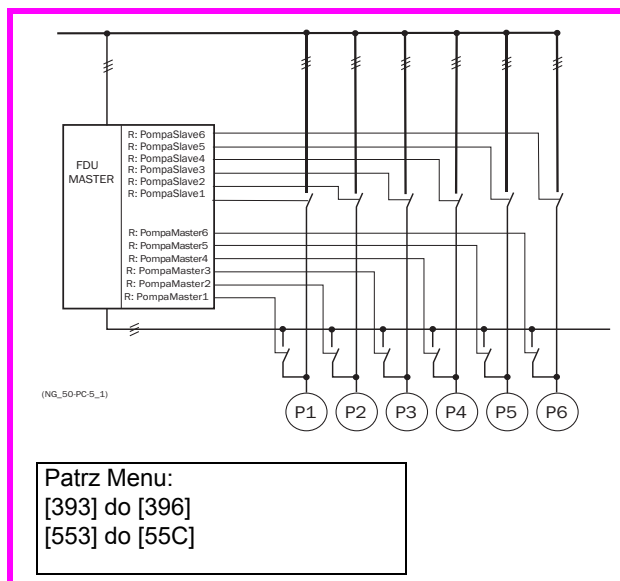 FDU
MASTER
R: PompaSlave6
R: PompaSlave5
R: PompaSlave4
R: PompaSlave3
R: PompaSlave2
R: PompaSlave1
R: PompaMaster6
R: PompaMaster5
R: PompaMaster4
R: PompaMaster3
R: PompaMaster2
R: PompaMaster1
(NG_50-PC-5_1)
P1 P2 P3 P4 P5 P6
Patrz Menu:
[393] do [396]
[553] do [55C]